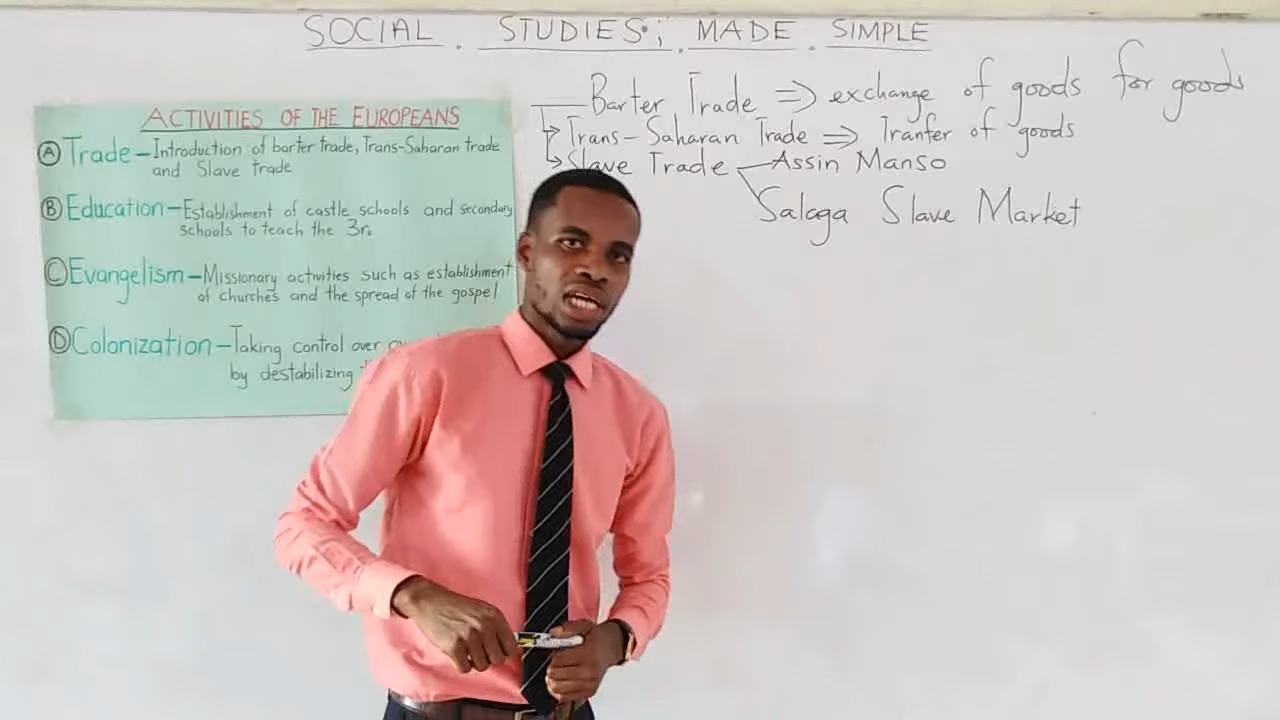 SOCIAL STUDIES; MADE SIMPLE
ACTIVITIES OF THE EUROPEANS
Ⓐ Trade – Introduction of barter trade, Trans-Saharan trade
and Slave trade
Ⓑ Education – Establishment of castle schools and secondary
schools to teach the 3rs
Ⓒ Evangelism – Missionary activities such as establishment
of churches and the spread of the gospel
Ⓓ Colonization – Taking control over
by destabilizing
Barter Trade ⇒ exchange of goods for goods
Trans-Saharan Trade ⇒ Tranfer of goods
Slave Trade Assin Manso
Salaga Slave Market